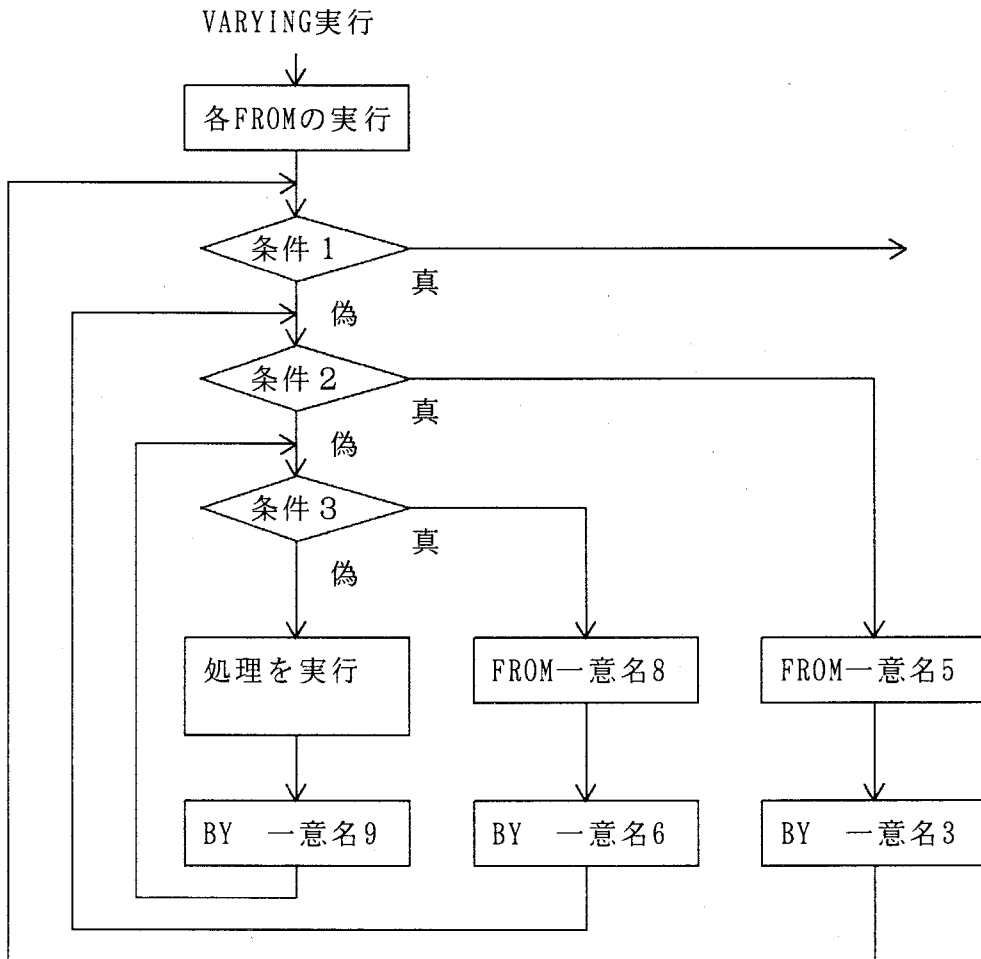 VARYING実行
各FROMの実行
条件1
真
偽
条件2
真
偽
条件3
真
偽
処理を実行
FROM一意名8
FROM一意名5
BY 一意名9
BY 一意名6
BY 一意名3